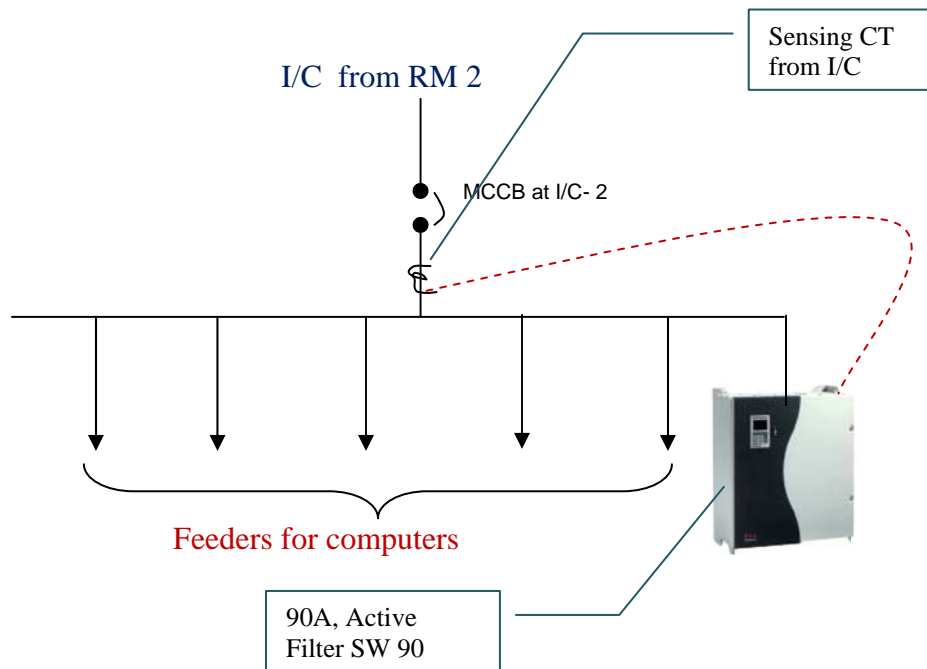 Sensing CT
from I/C
I/C from RM 2
MCCB at I/C- 2
Feeders for computers
90A, Active
Filter SW 90